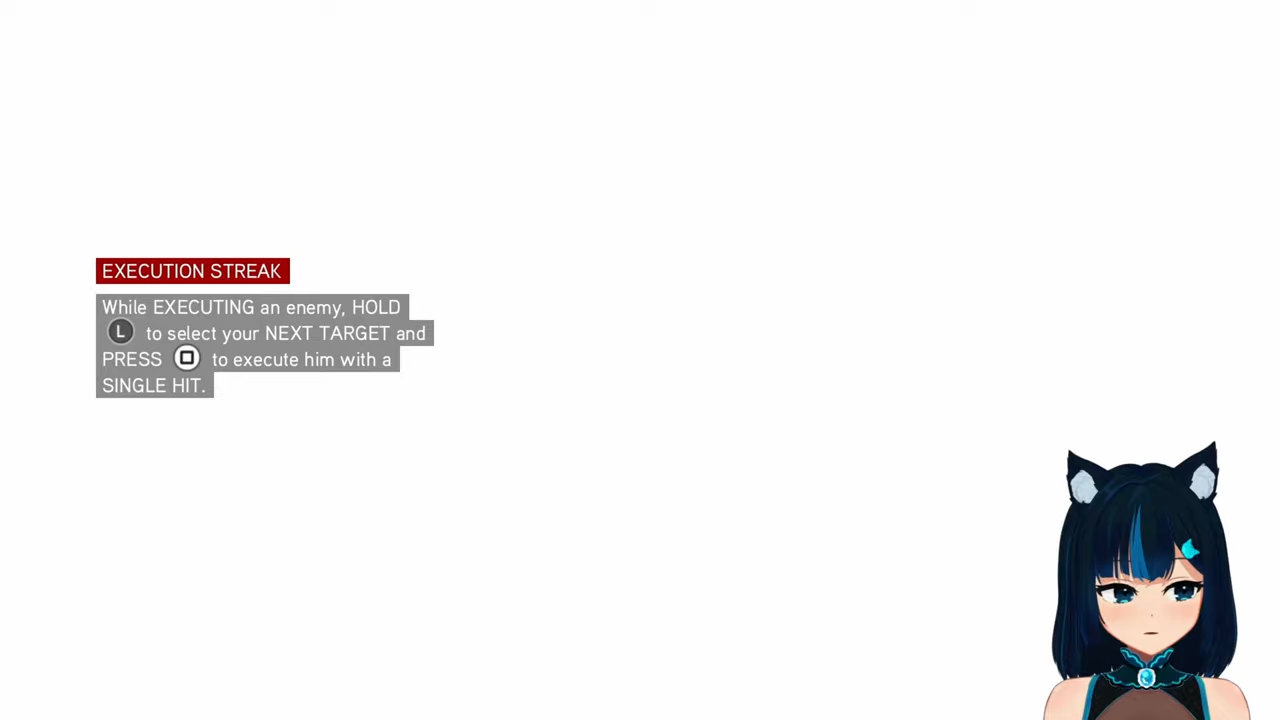 EXECUTION STREAK
While EXECUTING an enemy, HOLD
L to select your NEXT TARGET and
PRESS to execute him with a
SINGLE HIT.